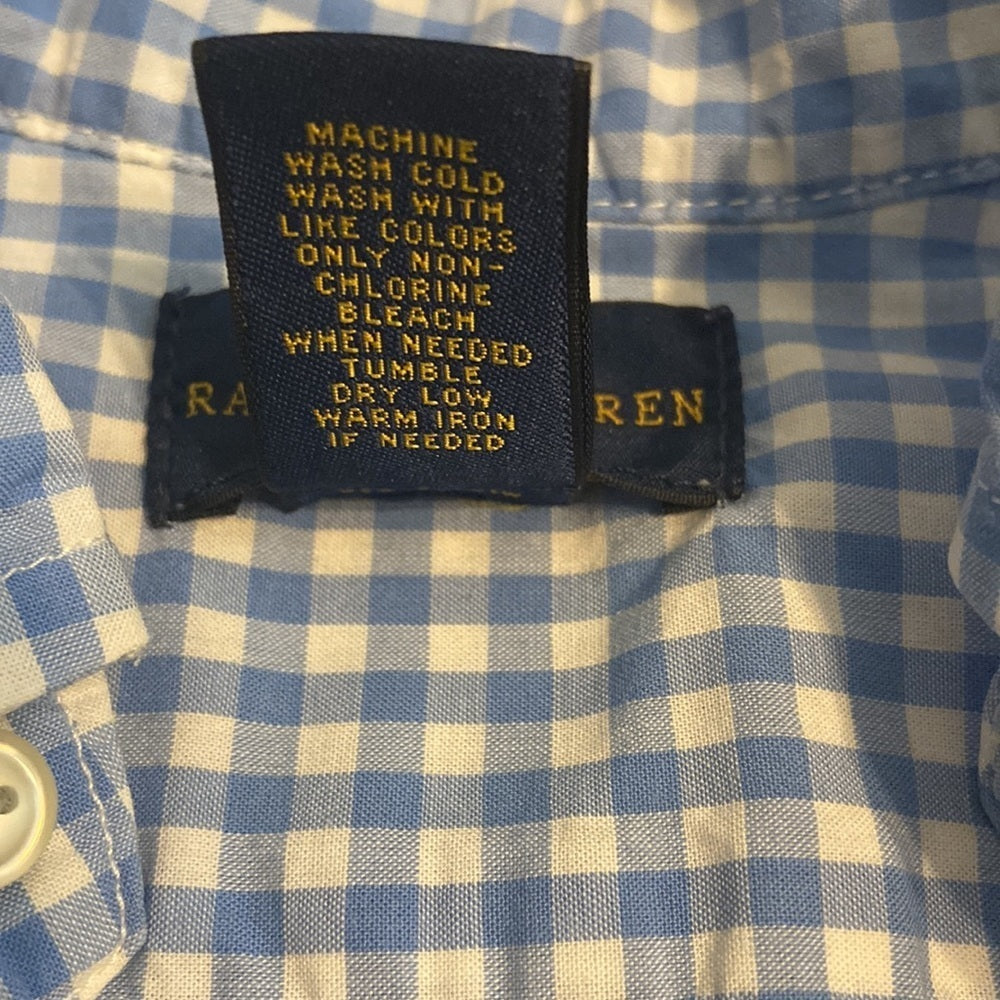 MACHINE
WASH COLD
WASH WITH
LIKE COLORS
ONLY NON-
CHLORINE
BLEACH
WHEN NEEDED
TUMBLE
DRY LOW
WARM IRON
IF NEEDED
RA REN